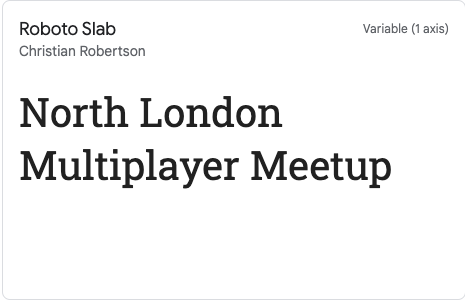 Roboto Slab
Variable (1 axis)
Christian Robertson
North London
Multiplayer Meetup